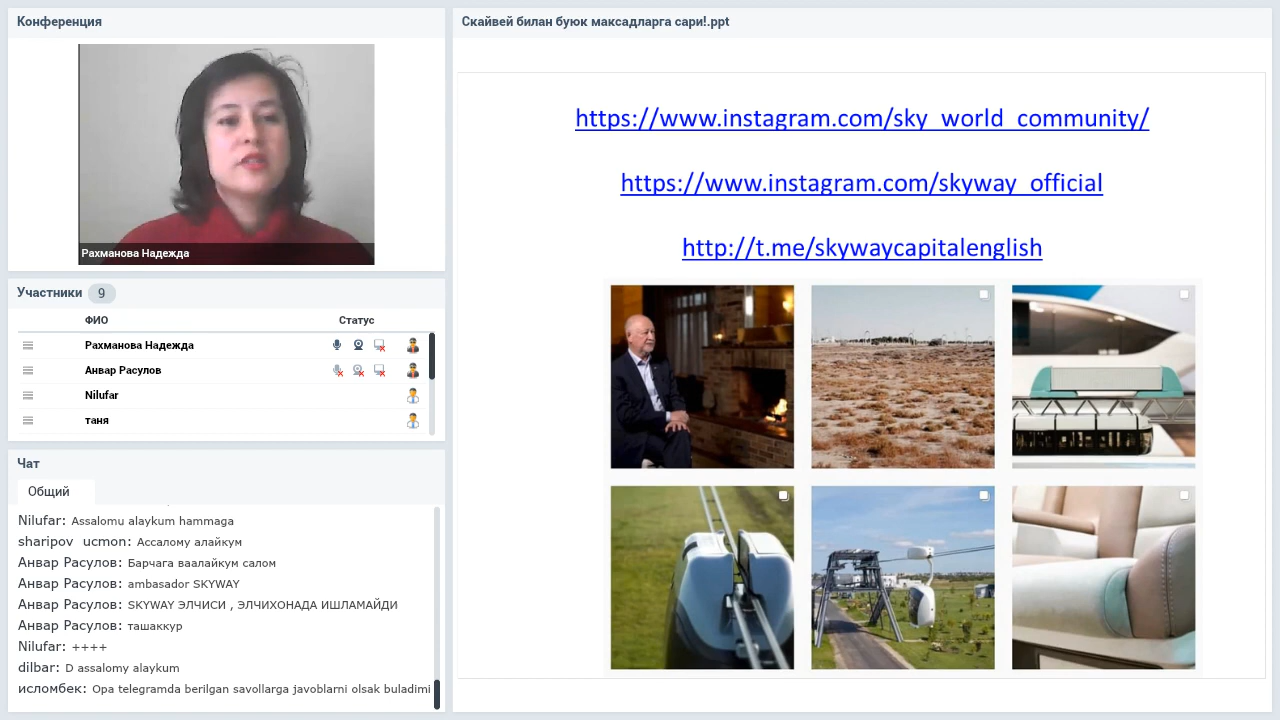 Конференция
Рахманова Надежда
Участники 9
ФИО Статус
Рахманова Надежда
Анвар Расулов
Nilufar
таня
Чат
Общий
Nilufar: Assalomu alaykum hammaga
sharipov ucmon: Ассалому алайкум
Анвар Расулов: Барчага ваалайкум салом
Анвар Расулов: ambasador SKYWAY
Анвар Расулов: SKYWAY ЭЛЧИСИ , ЭЛЧИХОНАДА ИШЛАМАЙДИ
Анвар Расулов: ташаккур
Nilufar: ++++
dilbar: D assalomy alaykum
исломбек: Opa telegramda berilgan savollarga javoblarni olsak buladimi
Скайвей билан буюк максадларга сари!.ppt
https://www.instagram.com/sky_world_community/
https://www.instagram.com/skyway_official
http://t.me/skywaycapitalenglish